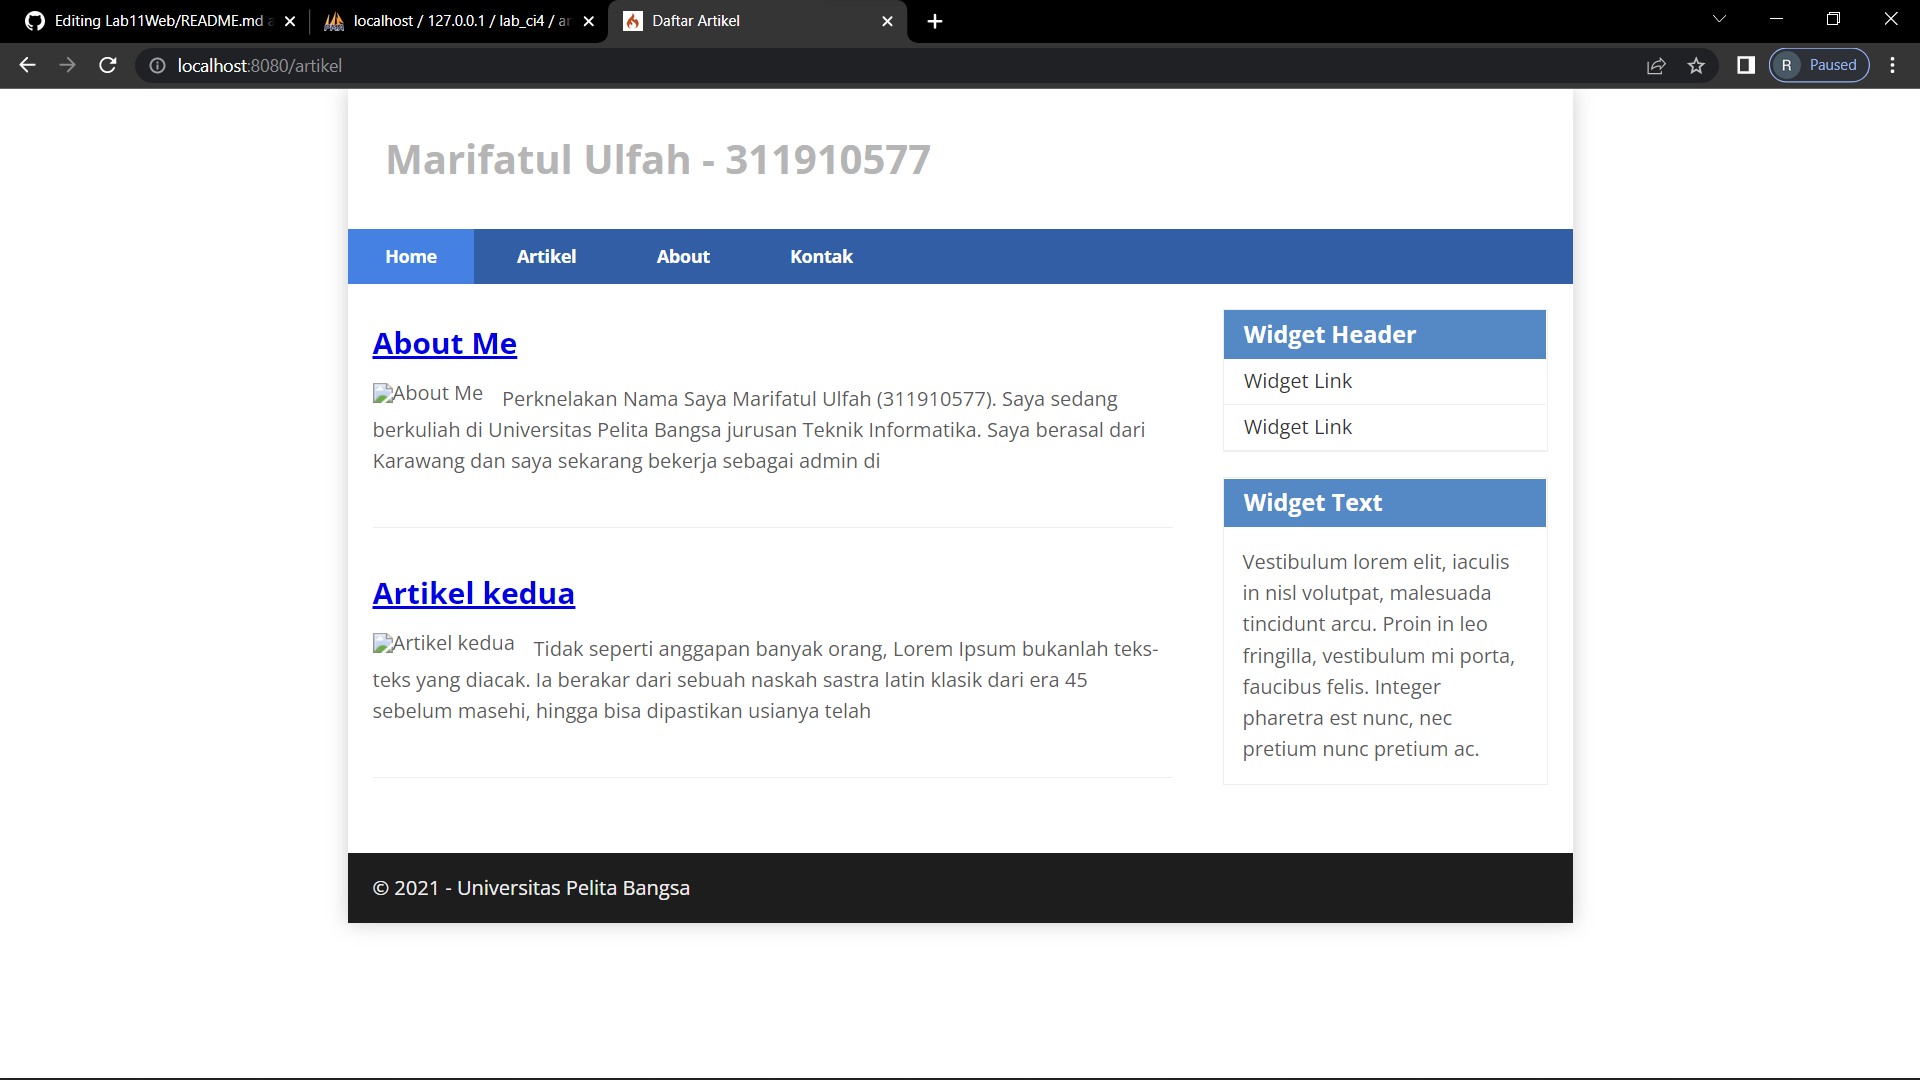 Editing Lab11Web/README.md a
localhost / 127.0.0.1 / lab_ci4 / ar
Daftar Artikel
localhost:8080/artikel
R Paused
Marifatul Ulfah - 311910577
Home Artikel About Kontak
About Me
About Me Perknelakan Nama Saya Marifatul Ulfah (311910577). Saya sedang
berkuliah di Universitas Pelita Bangsa jurusan Teknik Informatika. Saya berasal dari
Karawang dan saya sekarang bekerja sebagai admin di
Artikel kedua
Artikel kedua Tidak seperti anggapan banyak orang, Lorem Ipsum bukanlah teks-
teks yang diacak. Ia berakar dari sebuah naskah sastra latin klasik dari era 45
sebelum masehi, hingga bisa dipastikan usianya telah
Widget Header
Widget Link
Widget Link
Widget Text
Vestibulum lorem elit, iaculis
in nisl volutpat, malesuada
tincidunt arcu. Proin in leo
fringilla, vestibulum mi porta,
faucibus felis. Integer
pharetra est nunc, nec
pretium nunc pretium ac.
© 2021 - Universitas Pelita Bangsa